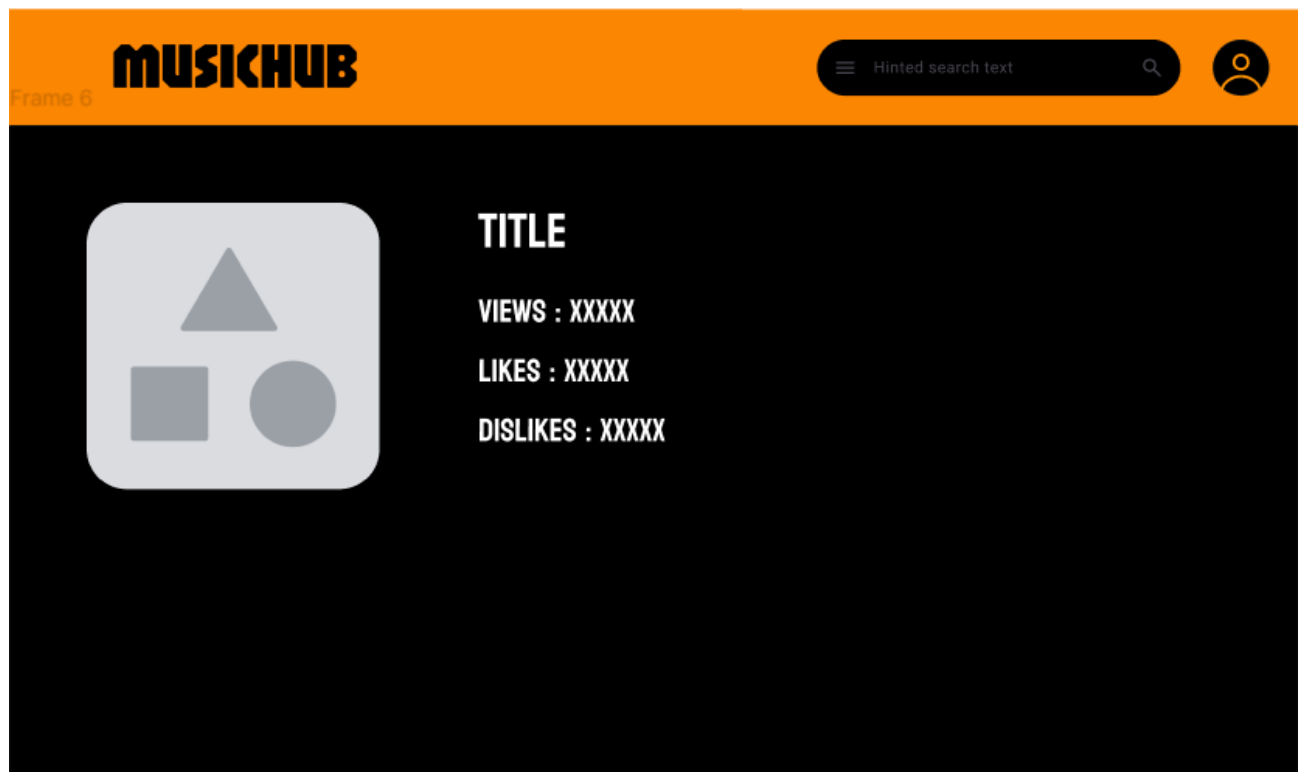 MUSICHUB
Hinted search text
Frame 6
TITLE
VIEWS : XXXXX
LIKES : XXXXX
DISLIKES : XXXXX